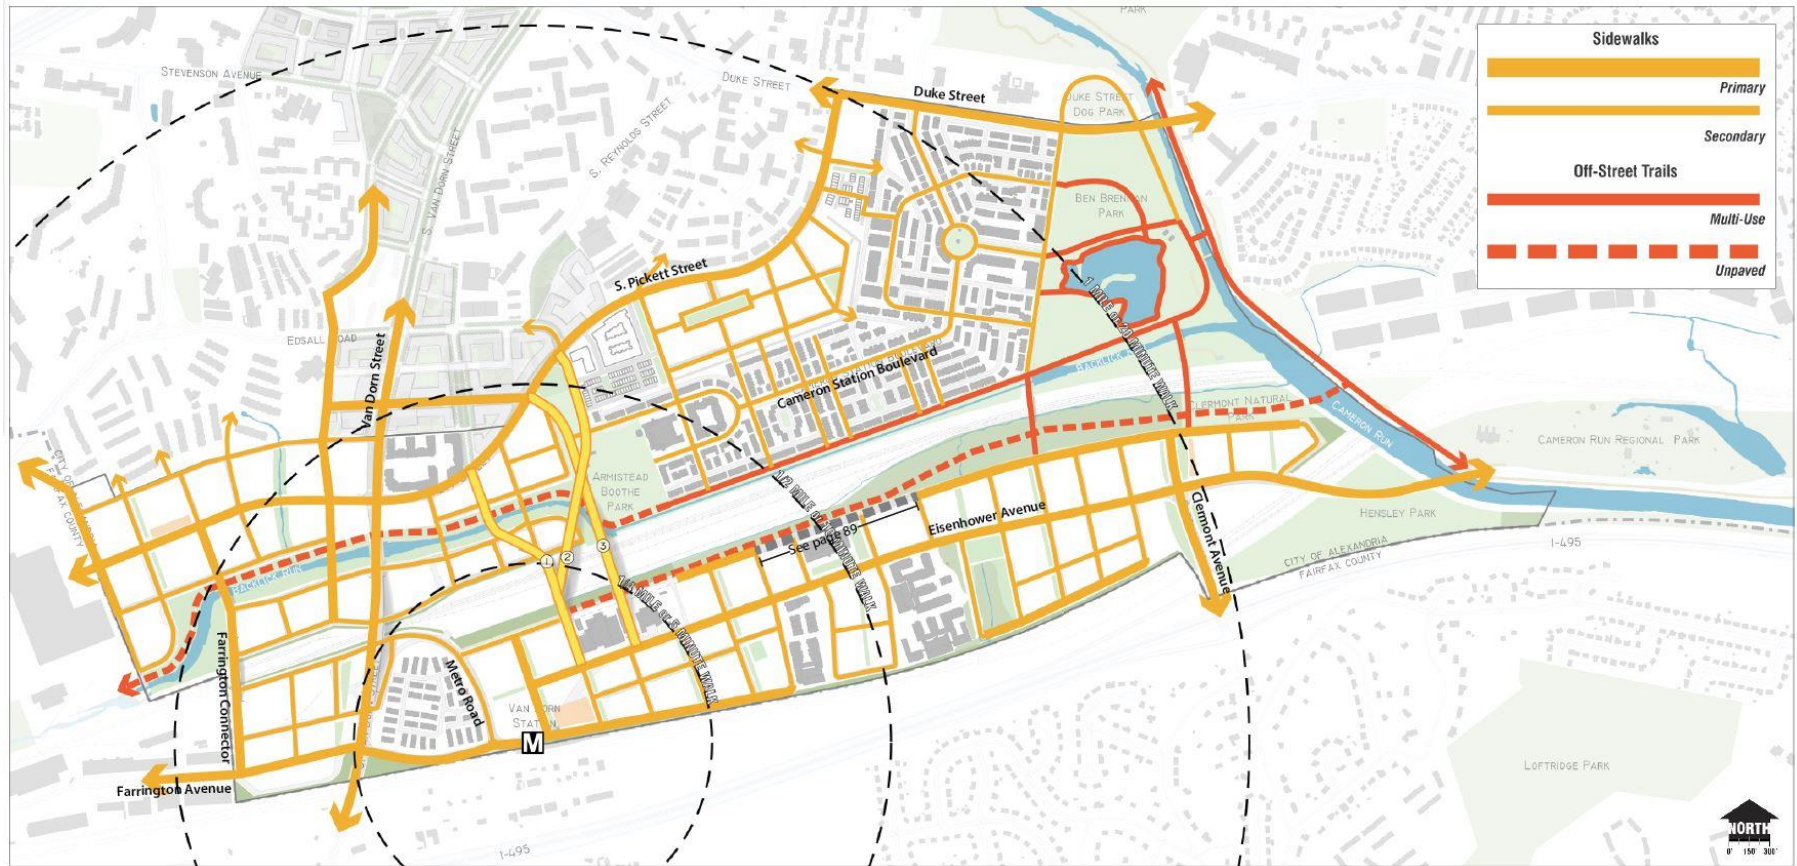 PARK
Sidewalks
Primary
Secondary
Off-Street Trails
Multi-Use
Unpaved
STEVENSON AVENUE
DUKE STREET
Duke Street
DUKE STREET
DOG PARK
S. VAN DORN STREET
S. REYNOLDS STREET
BEN BRENMAN
PARK
S. Pickett Street
EDSALL ROAD
Van Dorn Street
Cameron Station Boulevard
1 MILE or 20 MINUTE WALK
BACKLICK RUN
CLERMONT NATURAL
PARK
CAMERON RUN
CAMERON RUN REGIONAL PARK
CITY OF ALEXANDRIA
FAIRFAX COUNTY
ARMISTEAD
BOOTHE
PARK
1/2 MILE or 10 MINUTE WALK
See page 89
Eisenhower Avenue
Clermont Avenue
HENSLEY PARK
CITY OF ALEXANDRIA
FAIRFAX COUNTY
I-495
1
2
3
BACKLICK RUN
1/4 MILE or 5 MINUTE WALK
Farrington Connector
Metro Road
VAN DORN
STATION
M
Farrington Avenue
LOFTRIDGE PARK
I-495
NORTH
0' 150' 300'